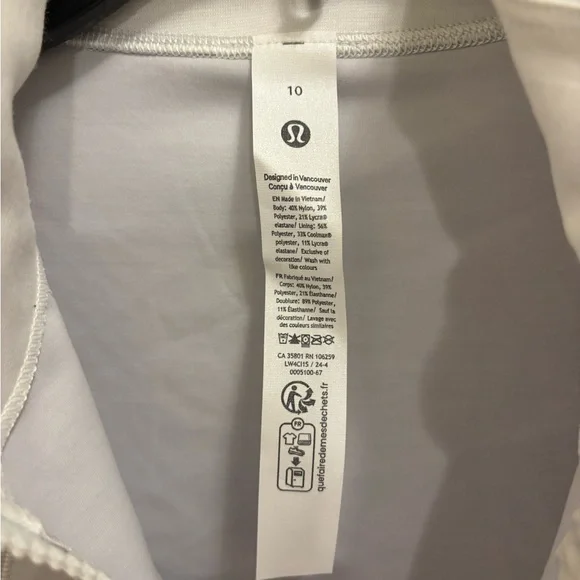 10
Designed in Vancouver
Conçu à Vancouver
EN Made in Vietnam/
Body: 40% Nylon, 39%
Polyester, 21% Lycra®
elastane/ Lining: 56%
Polyester, 33% Coolmax®
polyester, 11% Lycra®
elastane/ Exclusive of
decoration/ Wash with
like colours
FR Fabriqué au Vietnam/
Corps: 40% Nylon, 39%
Polyester, 21% Élasthanne/
Doublure: 89% Polyester,
11% Élasthanne/ Sauf la
décoration/ Lavage avec
des couleurs similaires
CA 35801 RN 106259
LW4CI1S / 24-4
0005100-67
FR
quefairedemesdechets.fr